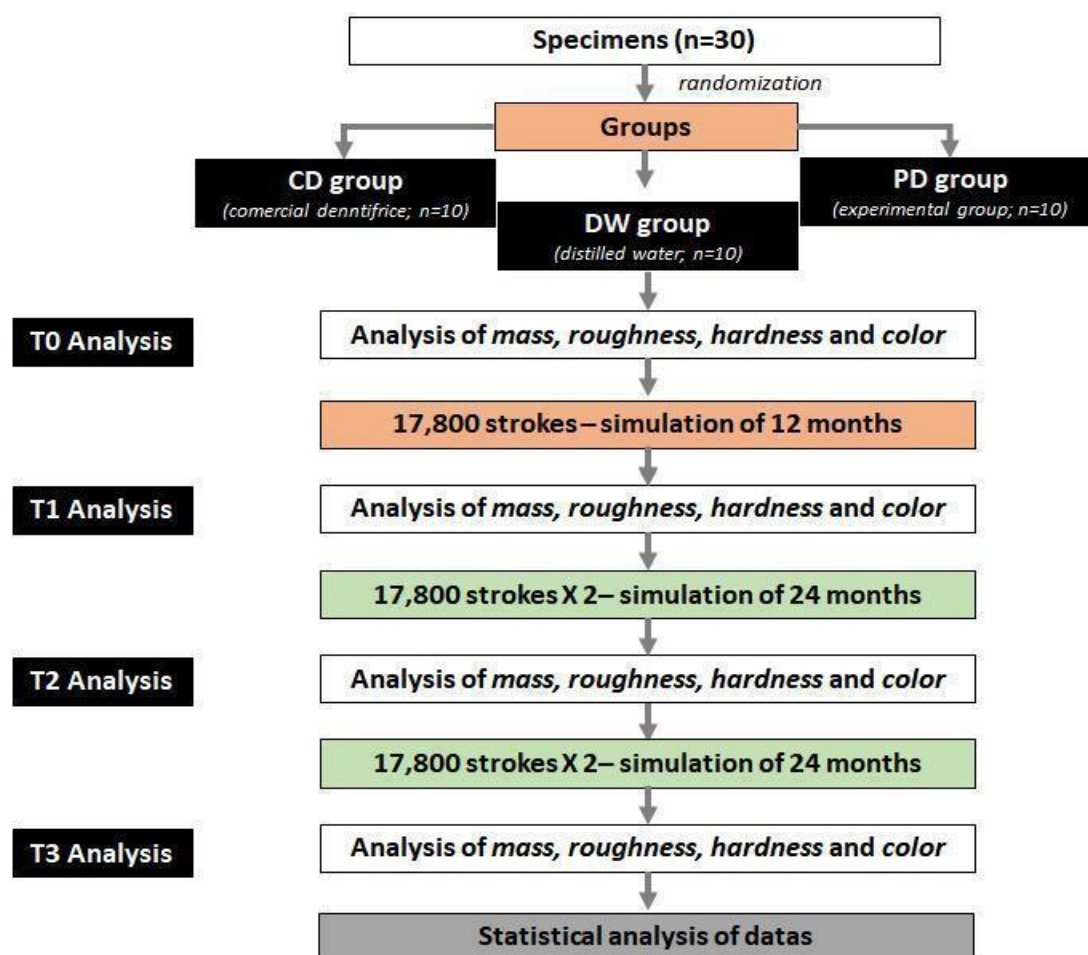 Specimens (n=30)
randomization
Groups
CD group
(comercial denntifrice; n=10)
PD group
(experimental group; n=10)
DW group
(distilled water; n=10)
T0 Analysis
Analysis of mass, roughness, hardness and color
17,800 strokes – simulation of 12 months
T1 Analysis
Analysis of mass, roughness, hardness and color
17,800 strokes X 2– simulation of 24 months
T2 Analysis
Analysis of mass, roughness, hardness and color
17,800 strokes X 2– simulation of 24 months
T3 Analysis
Analysis of mass, roughness, hardness and color
Statistical analysis of datas